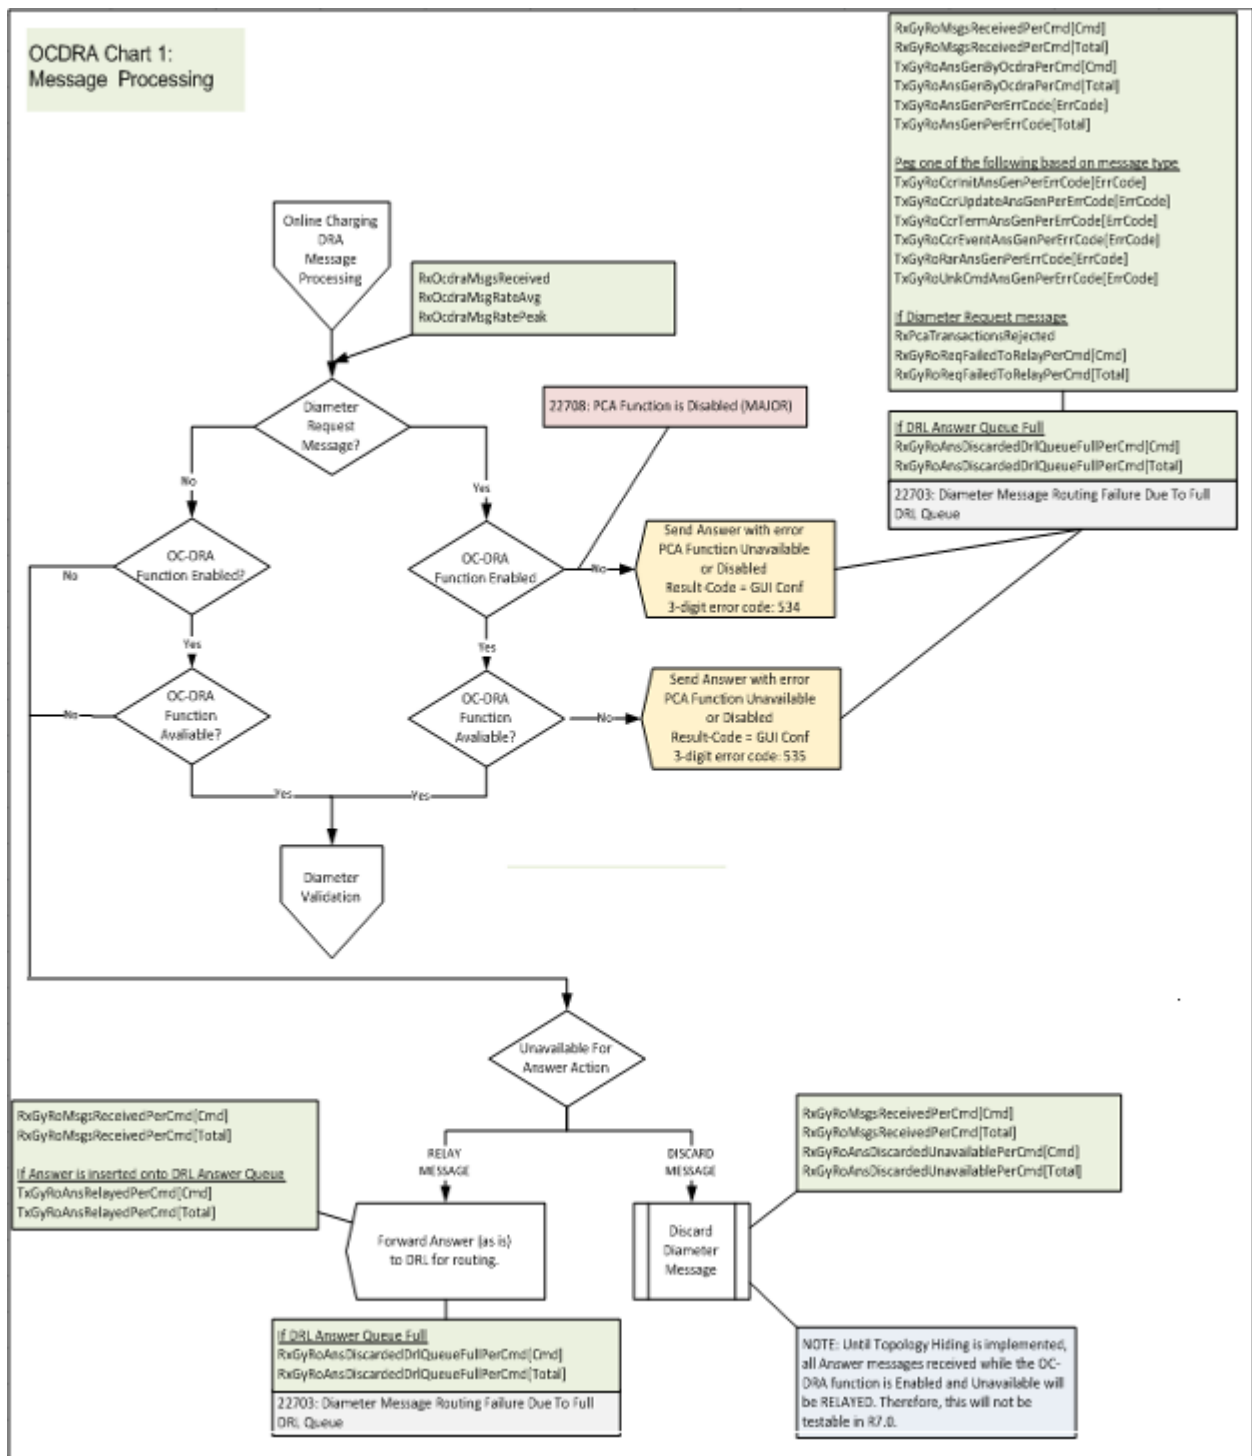 OCDRA Chart 1:
Message Processing
RxGyRoMsgsReceivedPerCmd[Cmd]
RxGyRoMsgsReceivedPerCmd[Total]
TxGyRoAnsGenByOcdraPerCmd[Cmd]
TxGyRoAnsGenByOcdraPerCmd[Total]
TxGyRoAnsGenPerErrCode[ErrCode]
TxGyRoAnsGenPerErrCode[Total]
Peg one of the following based on message type
TxGyRoCcrInitAnsGenPerErrCode[ErrCode]
TxGyRoCcrUpdateAnsGenPerErrCode[ErrCode]
TxGyRoCcrTermAnsGenPerErrCode[ErrCode]
TxGyRoCcrEventAnsGenPerErrCode[ErrCode]
TxGyRoRarAnsGenPerErrCode[ErrCode]
TxGyRoUnkCmdAnsGenPerErrCode[ErrCode]
If Diameter Request message
RxPcaTransactionsRejected
RxGyRoReqFailedToRelayPerCmd[Cmd]
RxGyRoReqFailedToRelayPerCmd[Total]
If DRL Answer Queue Full
RxGyRoAnsDiscardedDrlQueueFullPerCmd[Cmd]
RxGyRoAnsDiscardedDrlQueueFullPerCmd[Total]
22703: Diameter Message Routing Failure Due To Full
DRL Queue
Online Charging
DRA
Message
Processing
RxOcdraMsgsReceived
RxOcdraMsgRateAvg
RxOcdraMsgRatePeak
Diameter
Request
Message?
22708: PCA Function is Disabled (MAJOR)
No
Yes
OC-DRA
Function Enabled?
No
OC-DRA
Function Enabled
No
Send Answer with error
PCA Function Unavailable
or Disabled
Result-Code = GUI Conf
3-digit error code: 534
Yes
Yes
OC-DRA
Function
Avaliable?
No
OC-DRA
Function
Avaliable?
No
Send Answer with error
PCA Function Unavailable
or Disabled
Result-Code = GUI Conf
3-digit error code: 535
Yes
Yes
Diameter
Validation
Unavailable For
Answer Action
RELAY
MESSAGE
DISCARD
MESSAGE
RxGyRoMsgsReceivedPerCmd[Cmd]
RxGyRoMsgsReceivedPerCmd[Total]
If Answer is inserted onto DRL Answer Queue
TxGyRoAnsRelayedPerCmd[Cmd]
TxGyRoAnsRelayedPerCmd[Total]
RxGyRoMsgsReceivedPerCmd[Cmd]
RxGyRoMsgsReceivedPerCmd[Total]
RxGyRoAnsDiscardedUnavailablePerCmd[Cmd]
RxGyRoAnsDiscardedUnavailablePerCmd[Total]
Forward Answer (as is)
to DRL for routing.
Discard
Diameter
Message
If DRL Answer Queue Full
RxGyRoAnsDiscardedDrlQueueFullPerCmd[Cmd]
RxGyRoAnsDiscardedDrlQueueFullPerCmd[Total]
22703: Diameter Message Routing Failure Due To Full
DRL Queue
NOTE: Until Topology Hiding is implemented,
all Answer messages received while the OC-
DRA function is Enabled and Unavailable will
be RELAYED. Therefore, this will not be
testable in R7.0.